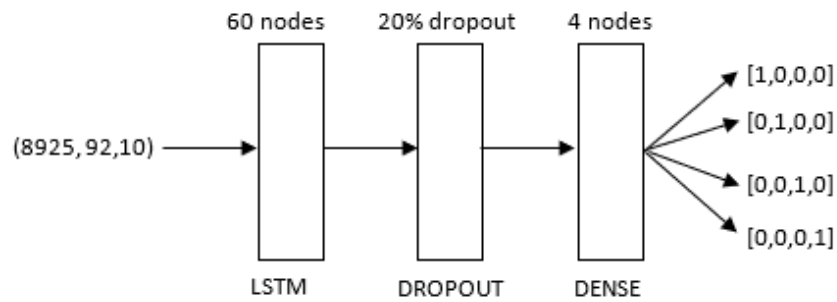 60 nodes
20% dropout
4 nodes
(8925, 92,10)
[1,0,0,0]
[0,1,0,0]
[0,0,1,0]
[0,0,0,1]
LSTM
DROPOUT
DENSE